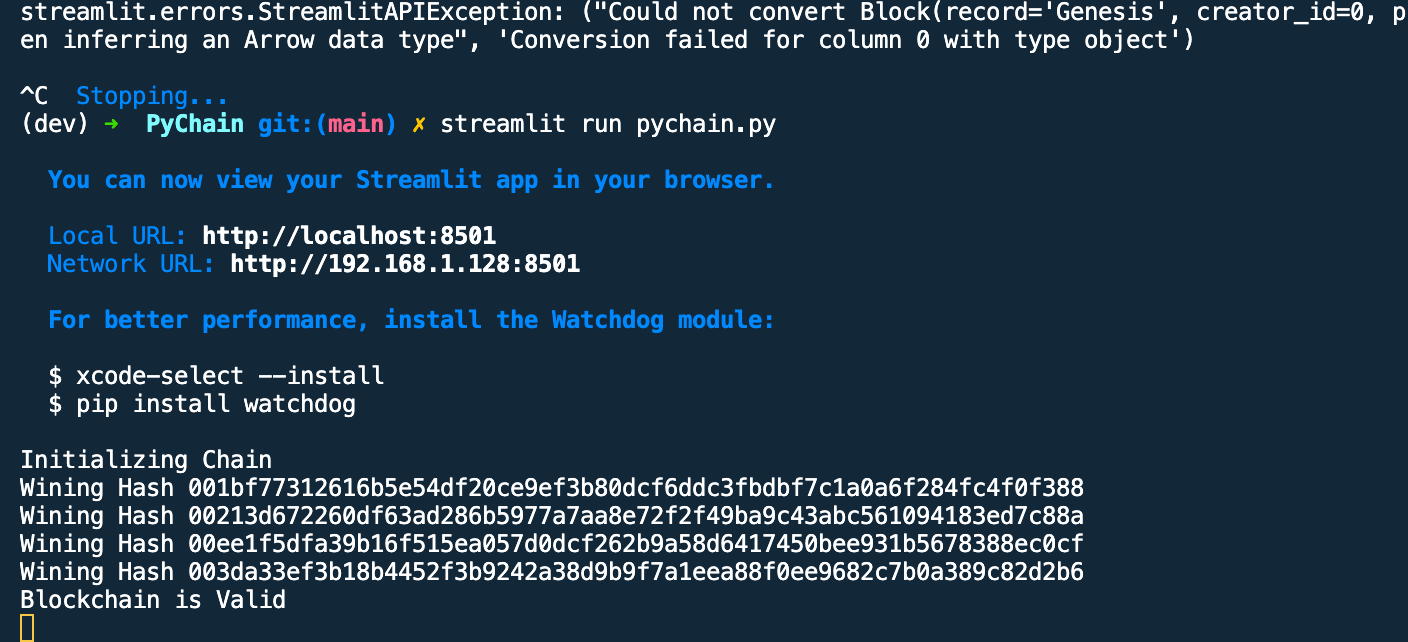 streamlit.errors.StreamlitAPIException: ("Could not convert Block(record='Genesis', creator_id=0, p
en inferring an Arrow data type", 'Conversion failed for column 0 with type object')
^C  Stopping...
(dev) ➜  PyChain git:(main) ✗ streamlit run pychain.py
You can now view your Streamlit app in your browser.
Local URL: http://localhost:8501
Network URL: http://192.168.1.128:8501
For better performance, install the Watchdog module:
$ xcode-select --install
$ pip install watchdog
Initializing Chain
Wining Hash 001bf77312616b5e54df20ce9ef3b80dcf6ddc3fbdbf7c1a0a6f284fc4f0f388
Wining Hash 00213d672260df63ad286b5977a7aa8e72f2f49ba9c43abc561094183ed7c88a
Wining Hash 00ee1f5dfa39b16f515ea057d0dcf262b9a58d6417450bee931b5678388ec0cf
Wining Hash 003da33ef3b18b4452f3b9242a38d9b9f7a1eea88f0ee9682c7b0a389c82d2b6
Blockchain is Valid